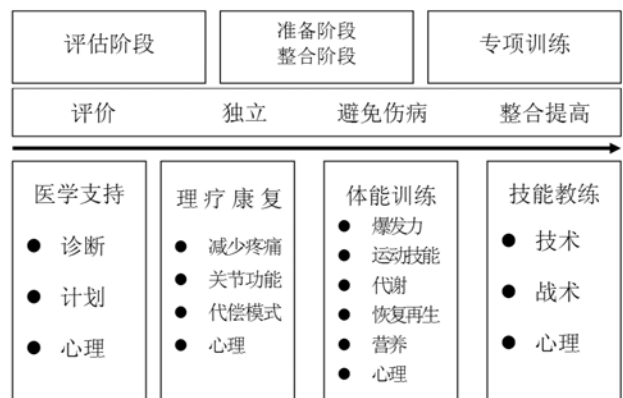 评估阶段
准备阶段
整合阶段
专项训练
评价 独立 避免伤病 整合提高
医学支持
● 诊断
● 计划
● 心理
理疗康复
● 减少疼痛
● 关节功能
● 代偿模式
● 心理
体能训练
● 爆发力
● 运动技能
● 代谢
● 恢复再生
● 营养
● 心理
技能教练
● 技术
● 战术
● 心理